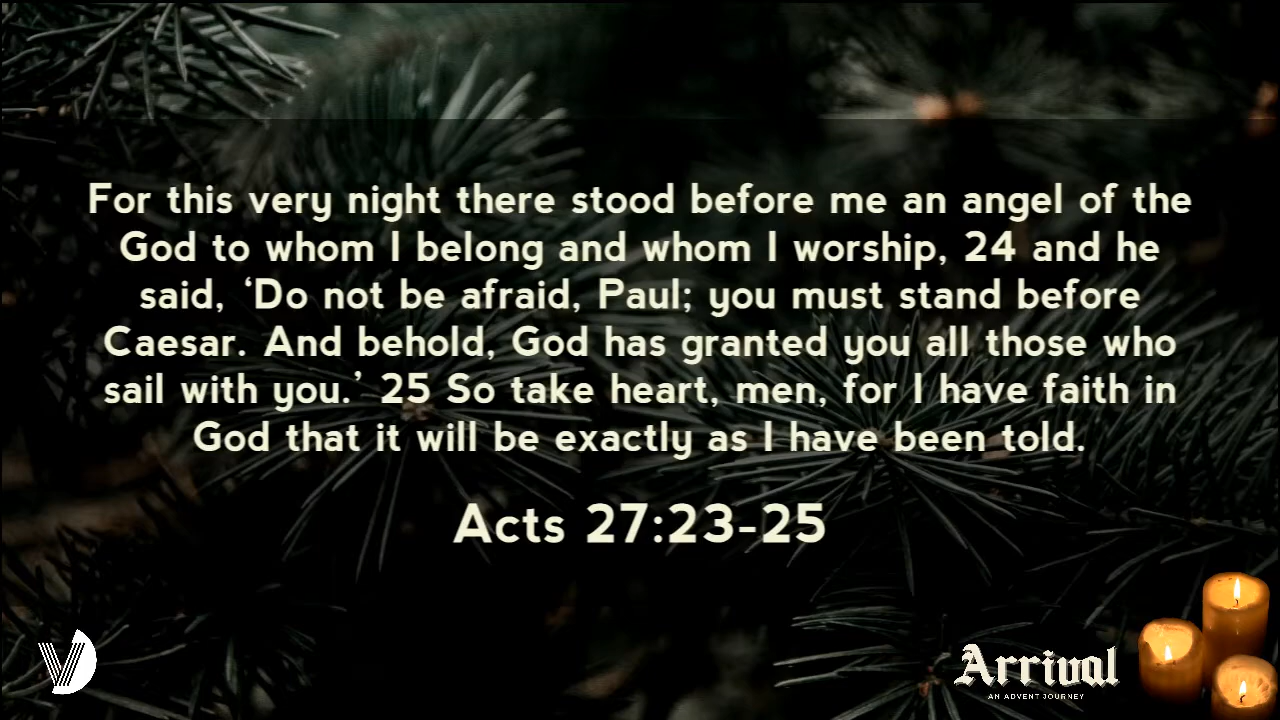 For this very night there stood before me an angel of the
God to whom I belong and whom I worship, 24 and he
said, ‘Do not be afraid, Paul; you must stand before
Caesar. And behold, God has granted you all those who
sail with you.’ 25 So take heart, men, for I have faith in
God that it will be exactly as I have been told.
Acts 27:23-25
Arrival
AN ADVENT JOURNEY